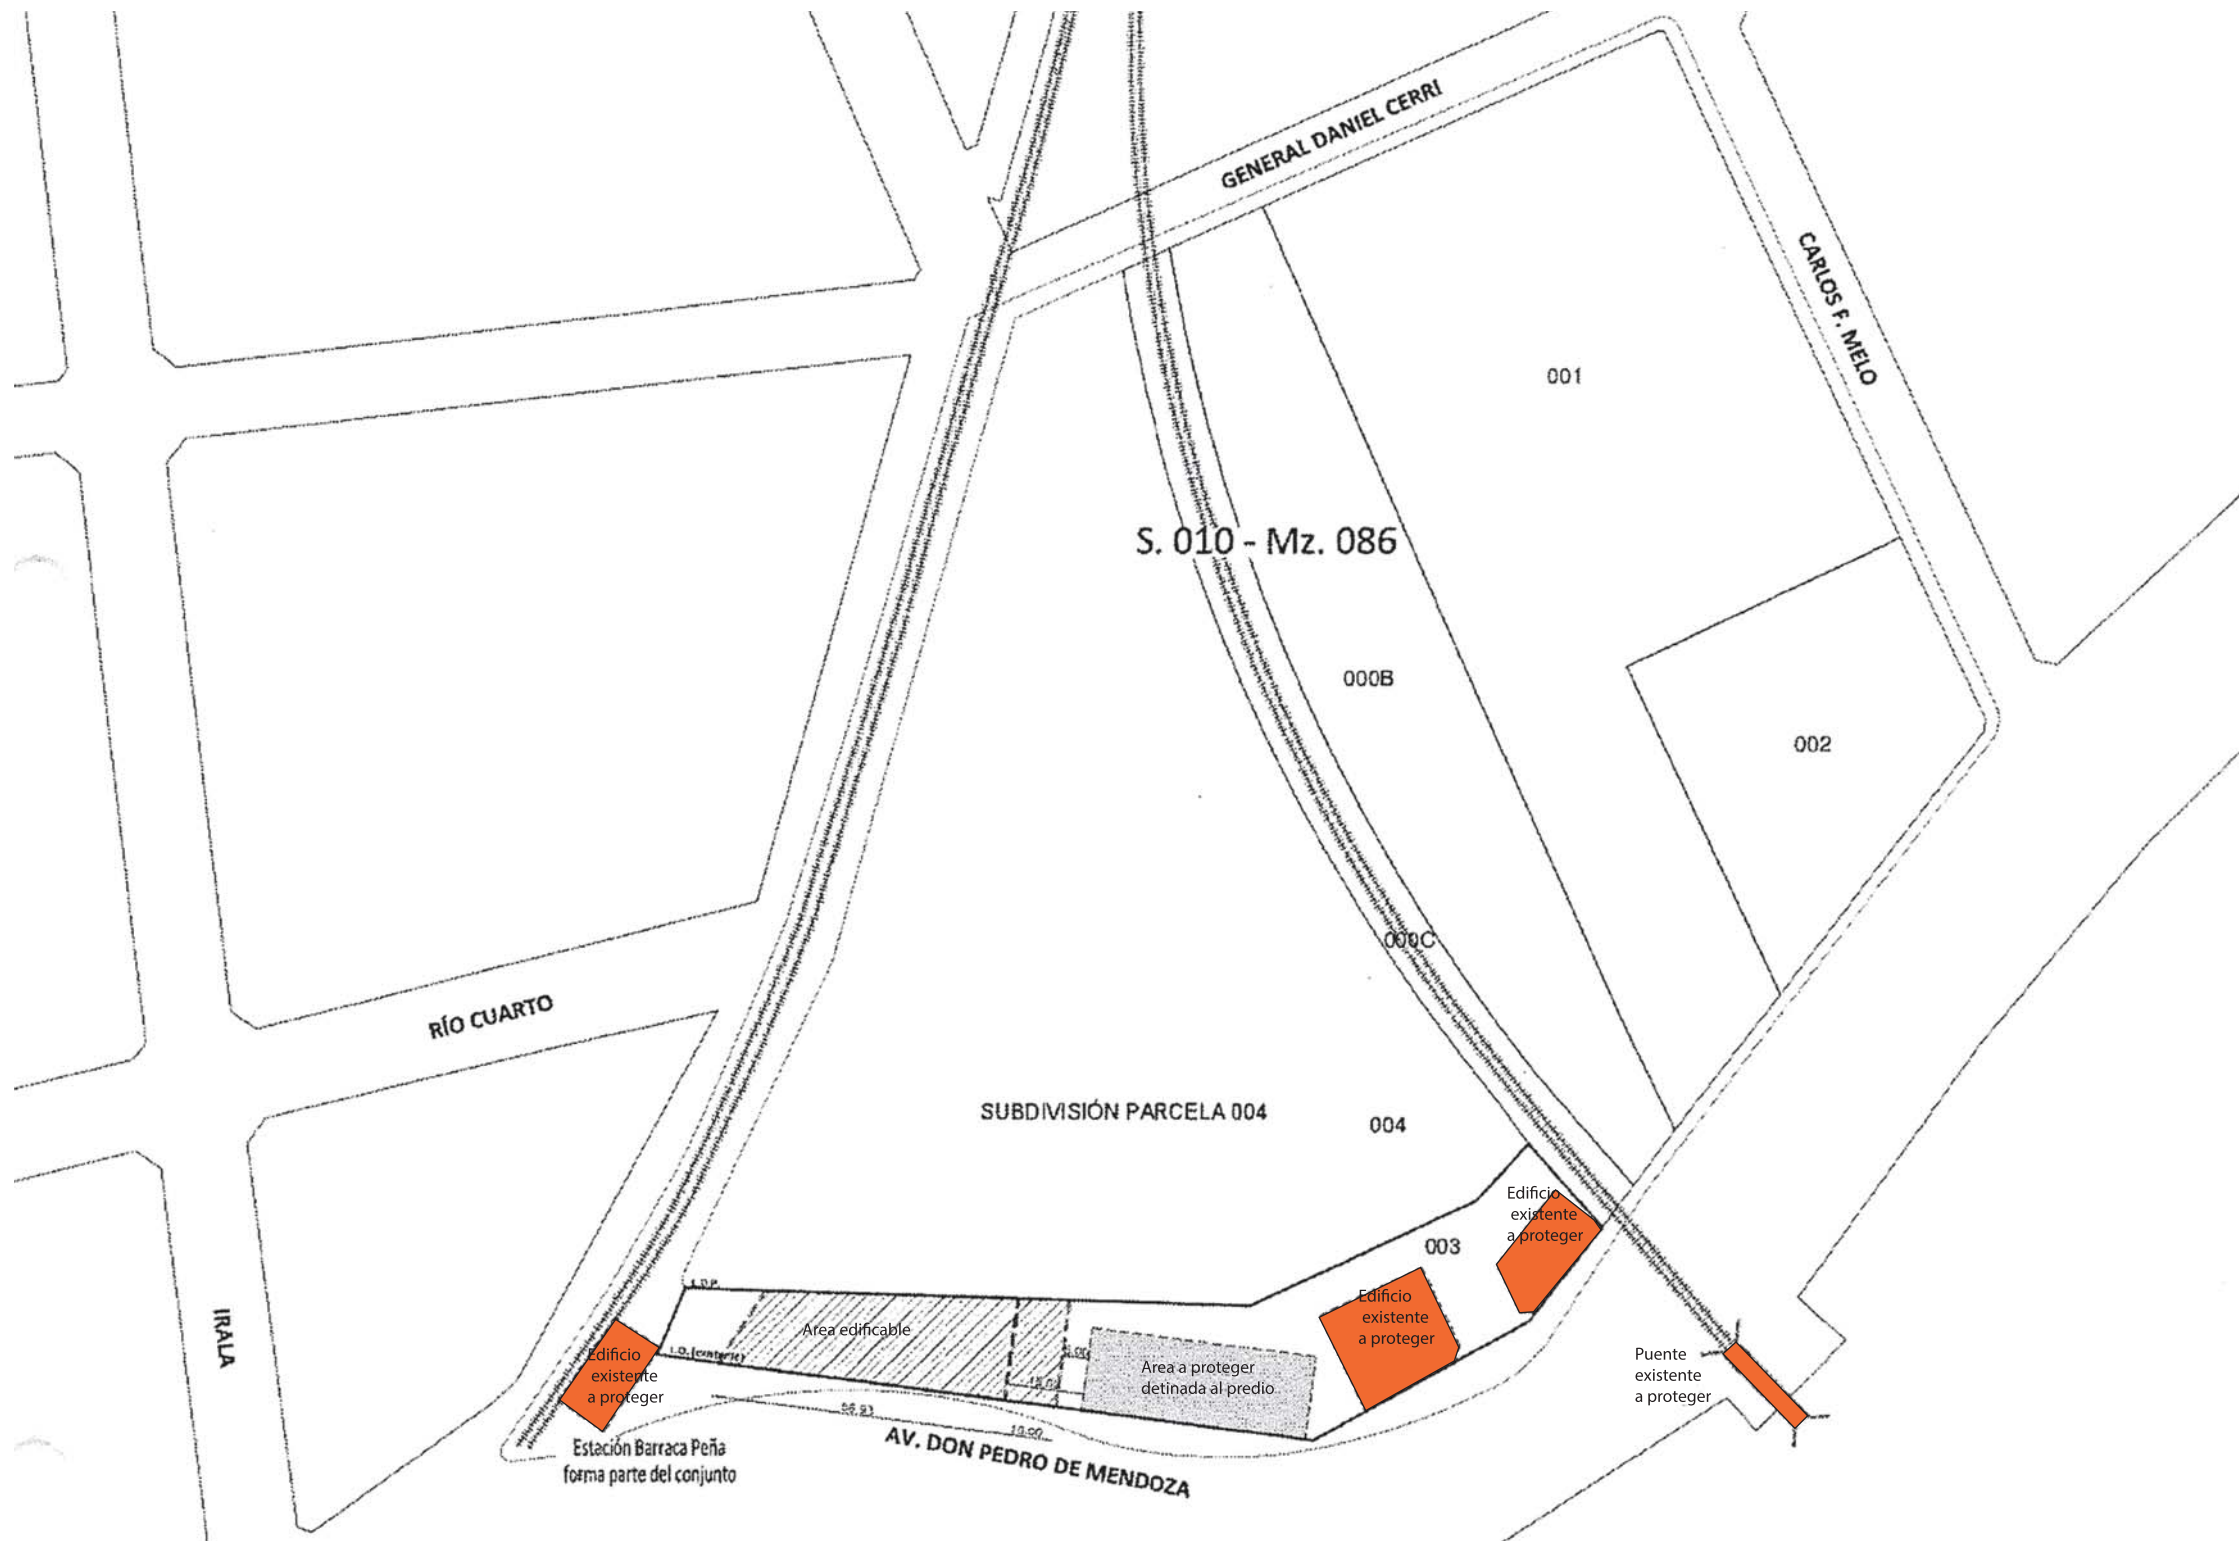 GENERAL DANIEL CERRI
CARLOS F. MELO
001
S. 010 - Mz. 086
000B
002
000C
RÍO CUARTO
SUBDIVISIÓN PARCELA 004
004
Edificio
existente
a proteger
003
L.O.P.
Edificio
existente
a proteger
Area edificable
IRALA
Edificio
existente
a proteger
Area a proteger
detinada al predio
Puente
existente
a proteger
10.00
Estación Barraca Peña
forma parte del conjunto
AV. DON PEDRO DE MENDOZA